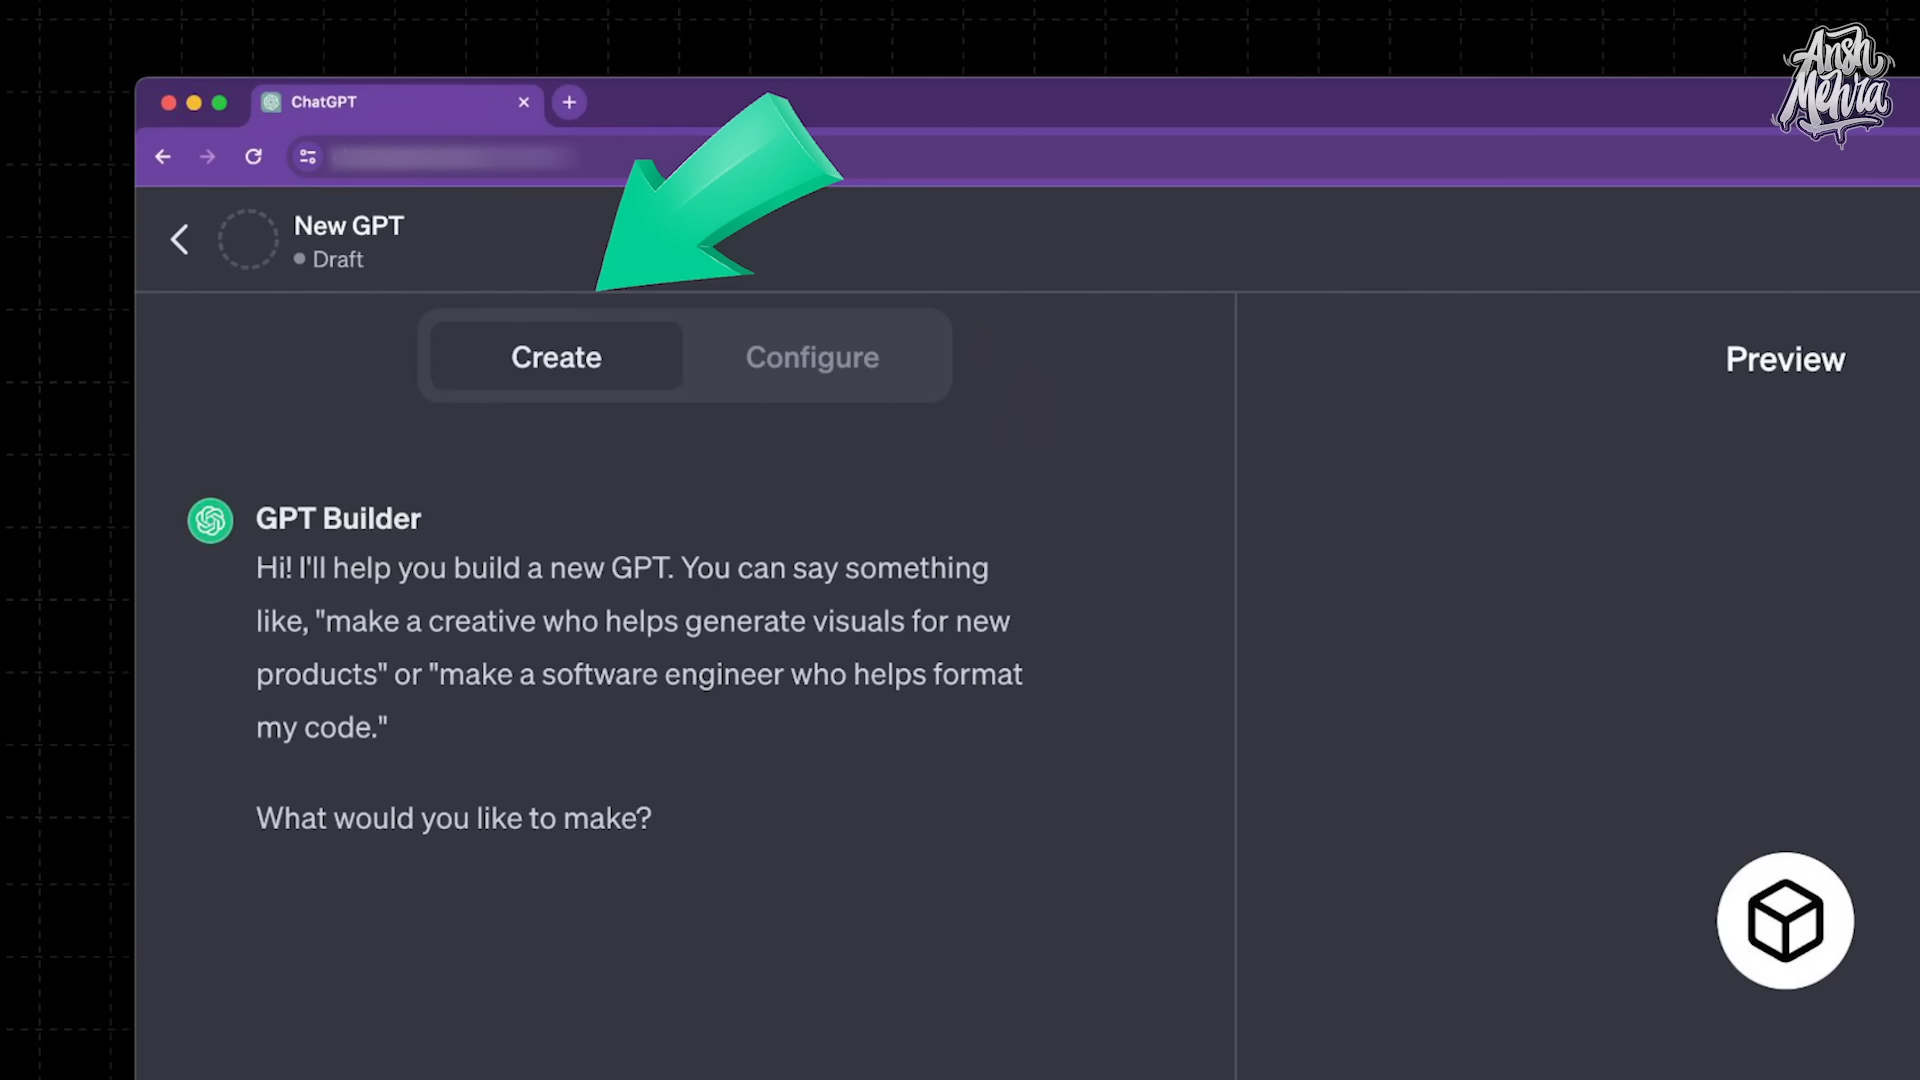 Ansh
Mehra
ChatGPT
New GPT
Draft
Create
Configure
Preview
GPT Builder
Hi! I'll help you build a new GPT. You can say something
like, "make a creative who helps generate visuals for new
products" or "make a software engineer who helps format
my code."
What would you like to make?